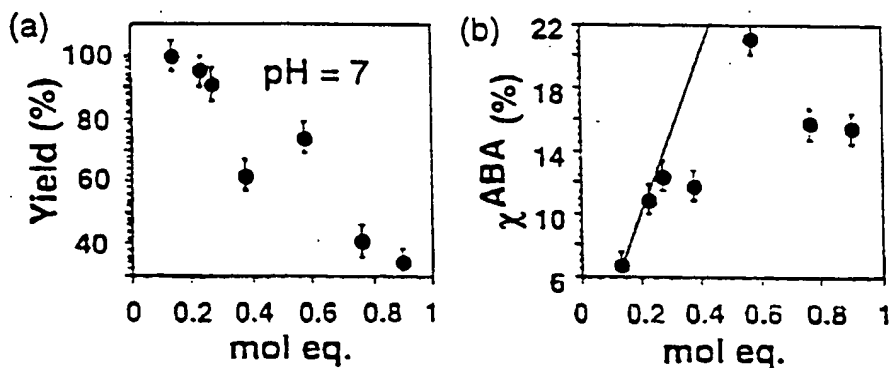 (a)
Yield (%)
100
80
60
40
pH = 7
0 0.2 0.4 0.6 0.8 1
mol eq.
(b)
χ^ABA (%)
22
18
14
10
6
0 0.2 0.4 0.6 0.8 1
mol eq.